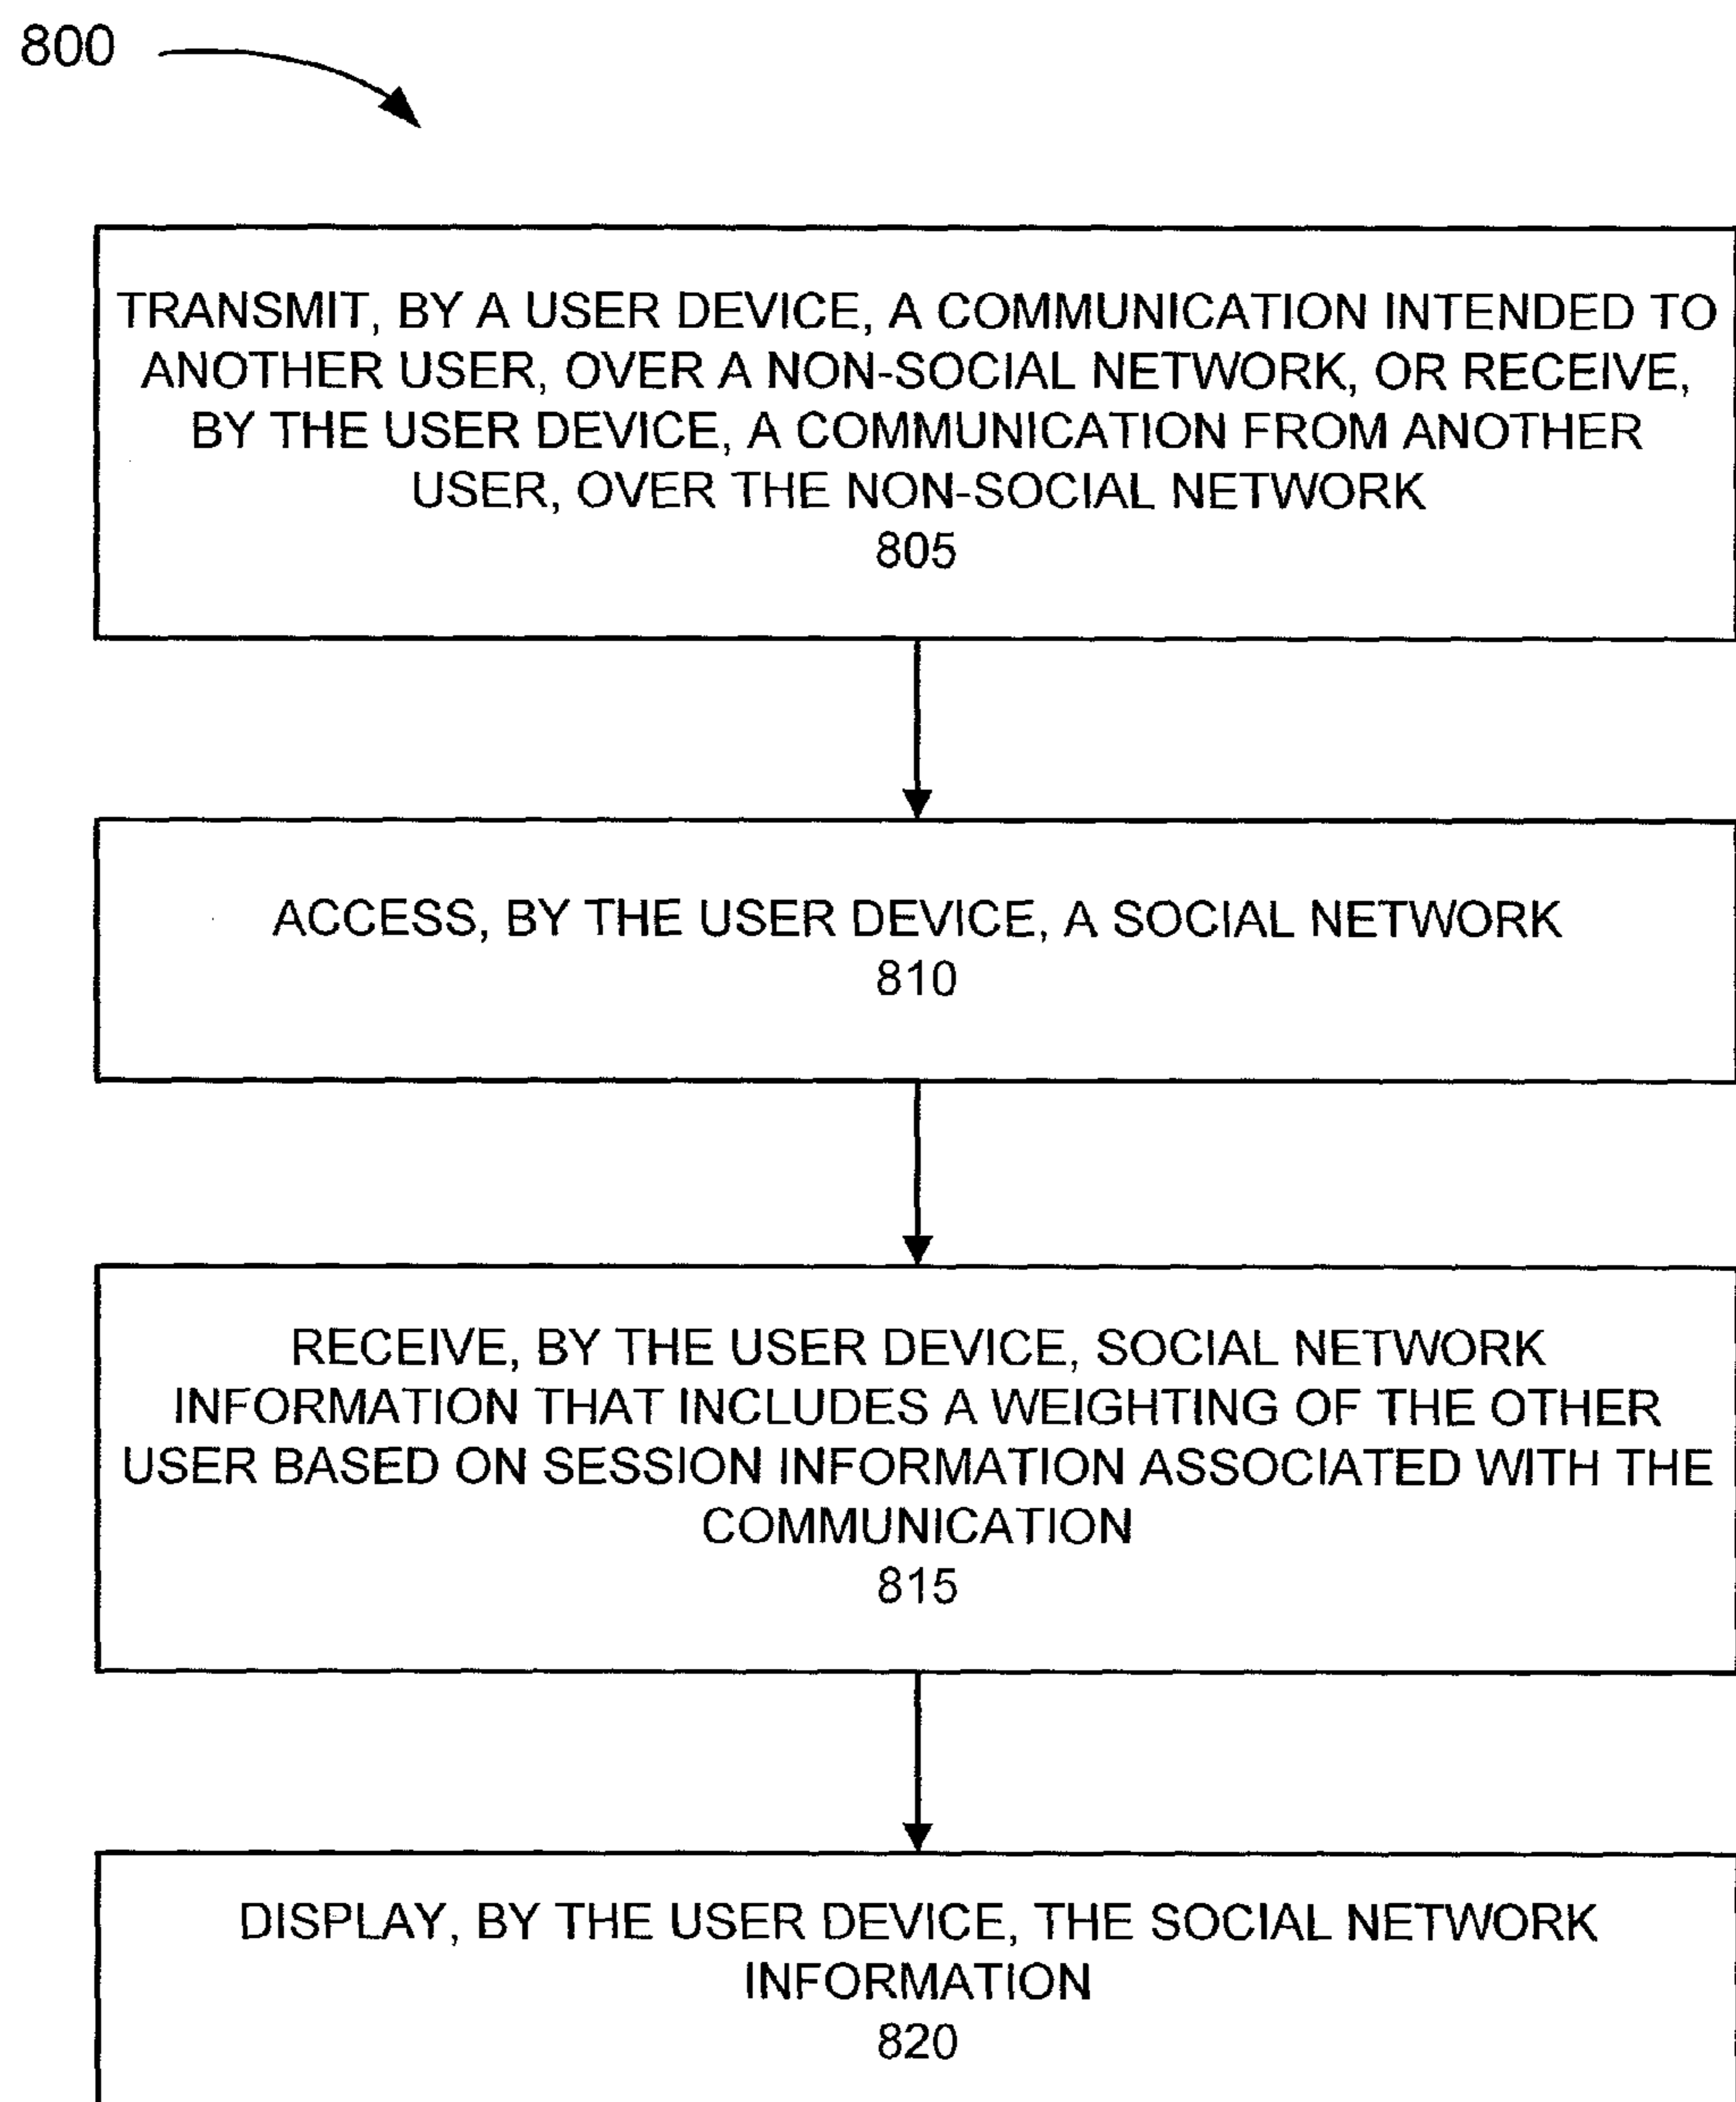 800
TRANSMIT, BY A USER DEVICE, A COMMUNICATION INTENDED TO
ANOTHER USER, OVER A NON-SOCIAL NETWORK, OR RECEIVE,
BY THE USER DEVICE, A COMMUNICATION FROM ANOTHER
USER, OVER THE NON-SOCIAL NETWORK
805
ACCESS, BY THE USER DEVICE, A SOCIAL NETWORK
810
RECEIVE, BY THE USER DEVICE, SOCIAL NETWORK
INFORMATION THAT INCLUDES A WEIGHTING OF THE OTHER
USER BASED ON SESSION INFORMATION ASSOCIATED WITH THE
COMMUNICATION
815
DISPLAY, BY THE USER DEVICE, THE SOCIAL NETWORK
INFORMATION
820